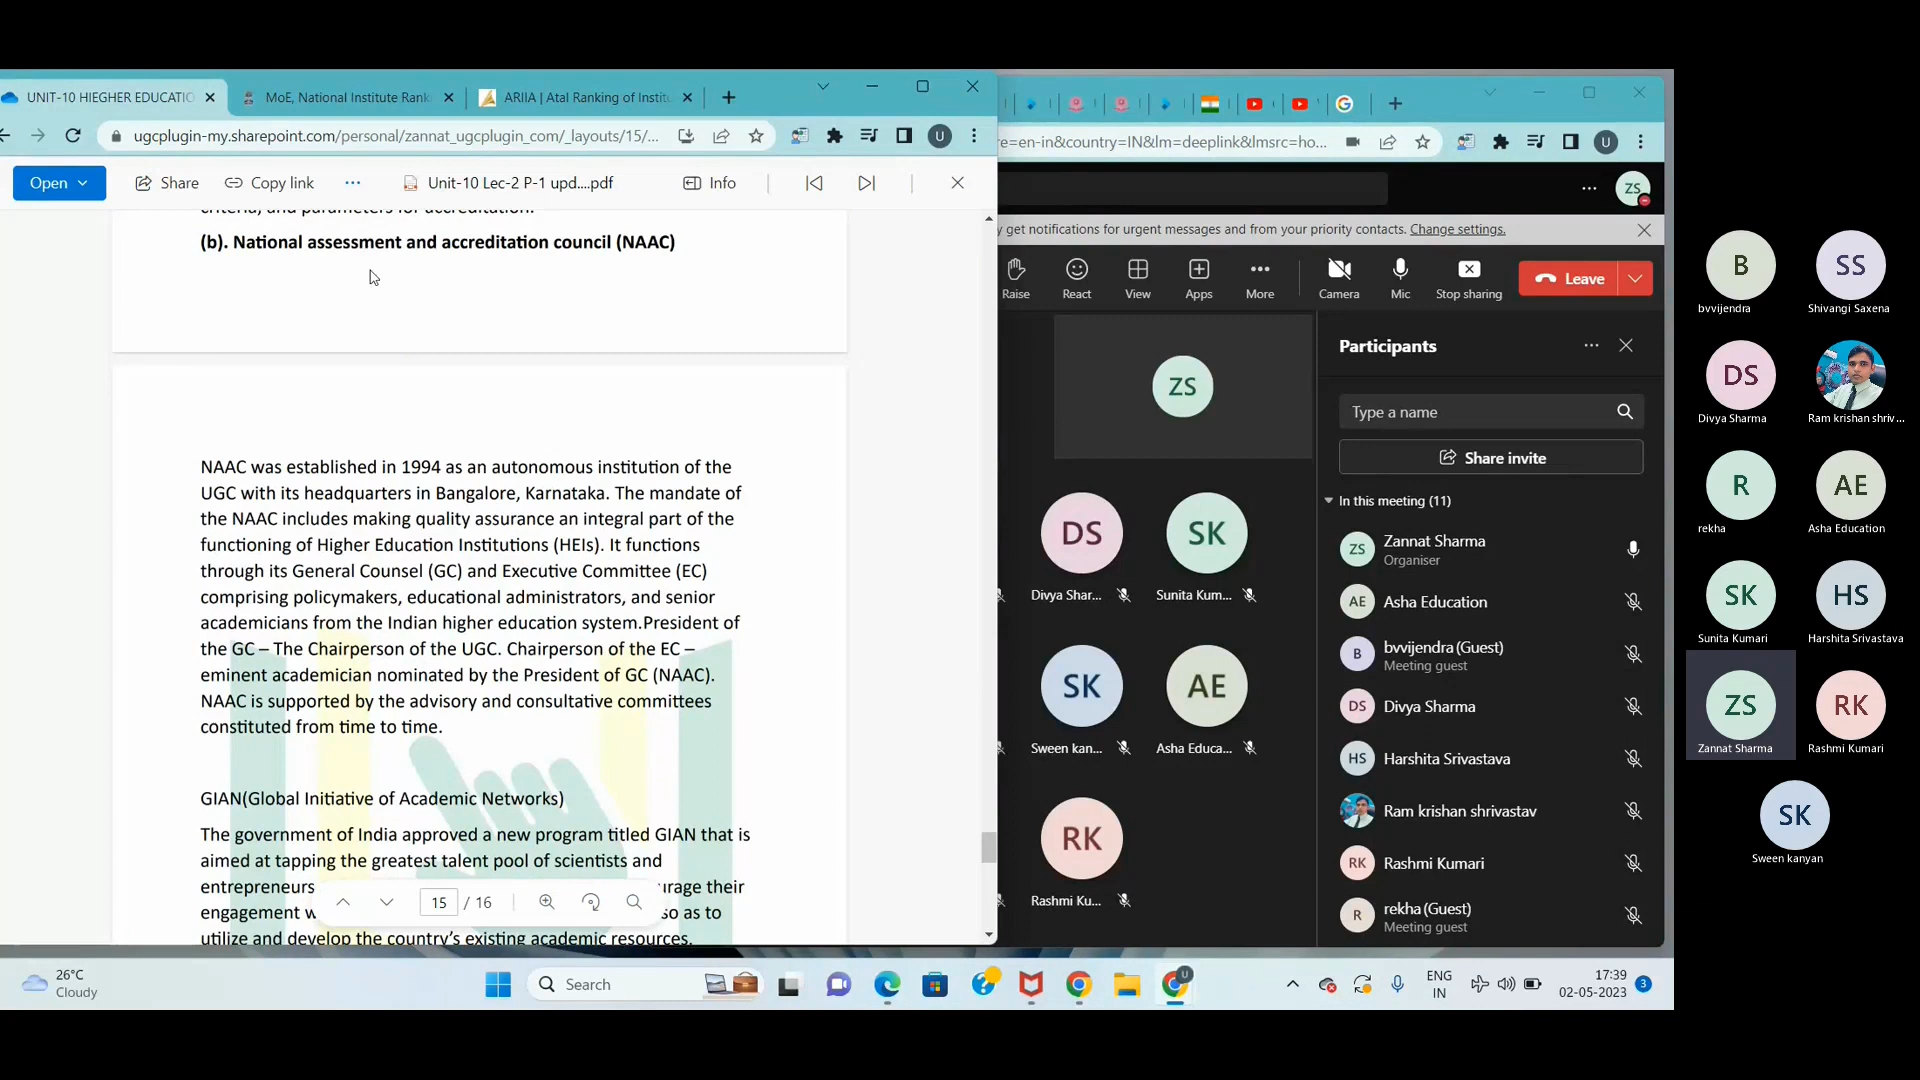 UNIT-10 HIEGHER EDUCATIO
MoE, National Institute Rank
ARIIA | Atal Ranking of Institu
ugcplugin-my.sharepoint.com/personal/zannat_ugcplugin_com/_layouts/15/...
U
Open
Share
Copy link
Unit-10 Lec-2 P-1 upd....pdf
Info
criteria, and parameters for accreditation.
(b). National assessment and accreditation council (NAAC)
NAAC was established in 1994 as an autonomous institution of the
UGC with its headquarters in Bangalore, Karnataka. The mandate of
the NAAC includes making quality assurance an integral part of the
functioning of Higher Education Institutions (HEIs). It functions
through its General Counsel (GC) and Executive Committee (EC)
comprising policymakers, educational administrators, and senior
academicians from the Indian higher education system.President of
the GC – The Chairperson of the UGC. Chairperson of the EC –
eminent academician nominated by the President of GC (NAAC).
NAAC is supported by the advisory and consultative committees
constituted from time to time.
GIAN(Global Initiative of Academic Networks)
The government of India approved a new program titled GIAN that is
aimed at tapping the greatest talent pool of scientists and
entrepreneurs urage their
engagement w so as to
utilize and develop the country's existing academic resources.
15 / 16
re=en-in&country=IN&lm=deeplink&lmsrc=ho...
U
ZS
y get notifications for urgent messages and from your priority contacts. Change settings.
Raise
React
View
Apps
More
Camera
Mic
Stop sharing
Leave
ZS
DS
Divya Shar...
SK
Sunita Kum...
SK
Sween kan...
AE
Asha Educa...
RK
Rashmi Ku...
Participants
Type a name
Share invite
In this meeting (11)
ZS
Zannat Sharma
Organiser
AE
Asha Education
B
bvvijendra (Guest)
Meeting guest
DS
Divya Sharma
HS
Harshita Srivastava
Ram krishan shrivastav
RK
Rashmi Kumari
R
rekha (Guest)
Meeting guest
B
bvvijendra
SS
Shivangi Saxena
DS
Divya Sharma
Ram krishan shriv...
R
rekha
AE
Asha Education
SK
Sunita Kumari
HS
Harshita Srivastava
ZS
Zannat Sharma
RK
Rashmi Kumari
SK
Sween kanyan
26°C
Cloudy
Search
U
ENG
IN
17:39
02-05-2023
3